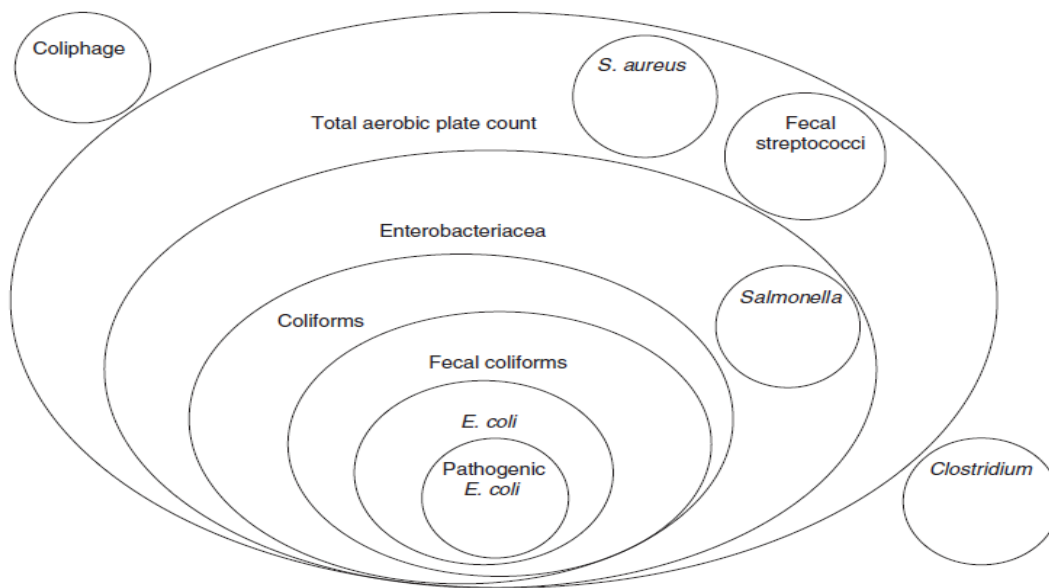 Coliphage
S. aureus
Total aerobic plate count
Fecal
streptococci
Enterobacteriacea
Salmonella
Coliforms
Fecal coliforms
E. coli
Pathogenic
E. coli
Clostridium